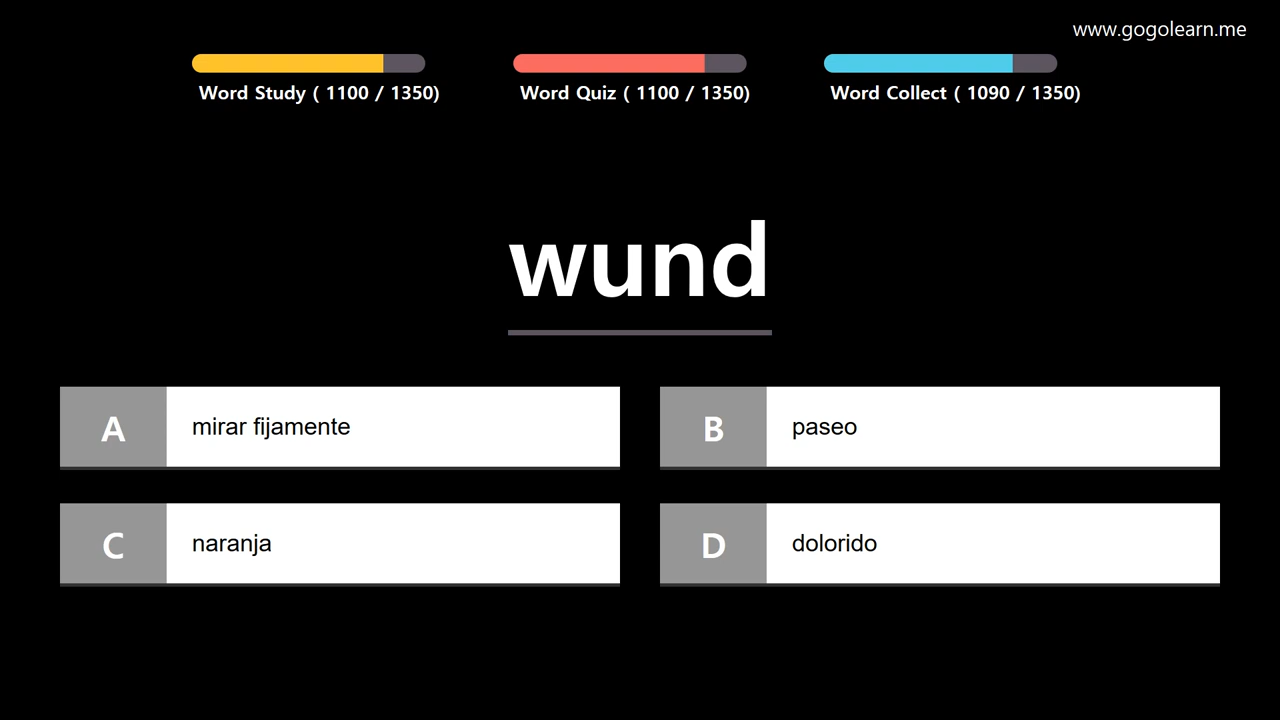 www.gogolearn.me
Word Study ( 1100 / 1350)
Word Quiz ( 1100 / 1350)
Word Collect ( 1090 / 1350)
wund
A mirar fijamente
B paseo
C naranja
D dolorido